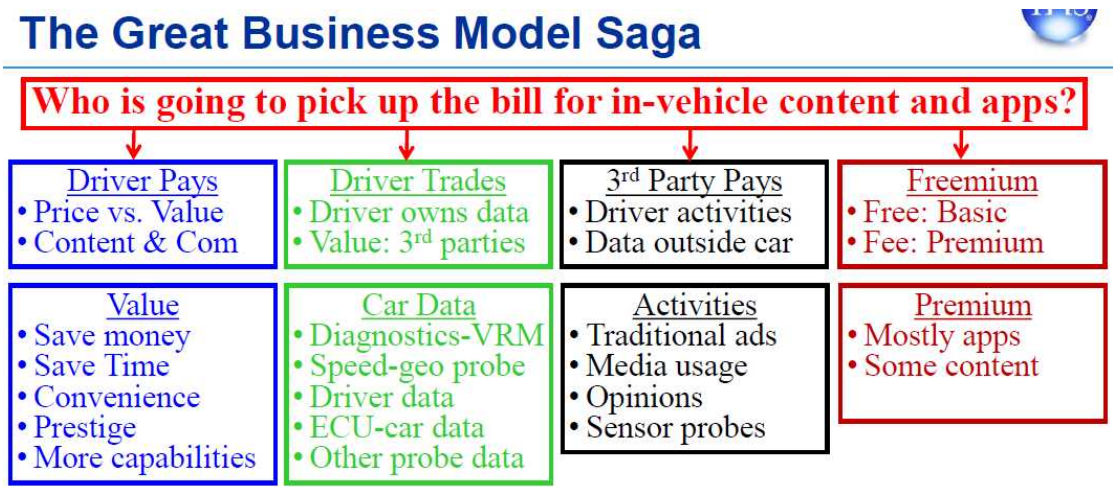 The Great Business Model Saga
Who is going to pick up the bill for in-vehicle content and apps?
Driver Pays
• Price vs. Value
• Content & Com
Driver Trades
• Driver owns data
• Value: 3rd parties
3rd Party Pays
• Driver activities
• Data outside car
Freemium
• Free: Basic
• Fee: Premium
Value
• Save money
• Save Time
• Convenience
• Prestige
• More capabilities
Car Data
• Diagnostics-VRM
• Speed-geo probe
• Driver data
• ECU-car data
• Other probe data
Activities
• Traditional ads
• Media usage
• Opinions
• Sensor probes
Premium
• Mostly apps
• Some content